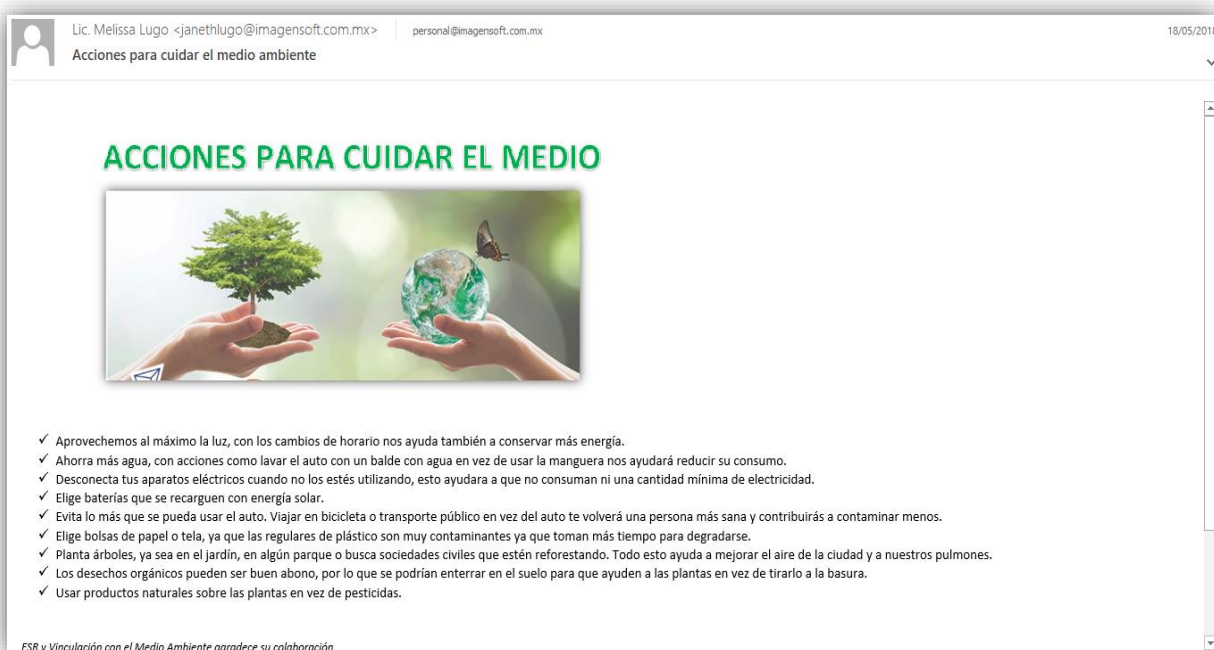 Lic. Melissa Lugo <janethlugo@imagensoft.com.mx> personal@imagensoft.com.mx 18/05/2018
Acciones para cuidar el medio ambiente
ACCIONES PARA CUIDAR EL MEDIO
✓ Aprovechemos al máximo la luz, con los cambios de horario nos ayuda también a conservar más energía.
✓ Ahorra más agua, con acciones como lavar el auto con un balde con agua en vez de usar la manguera nos ayudará reducir su consumo.
✓ Desconecta tus aparatos eléctricos cuando no los estés utilizando, esto ayudara a que no consuman ni una cantidad mínima de electricidad.
✓ Elige baterías que se recarguen con energía solar.
✓ Evita lo más que se pueda usar el auto. Viajar en bicicleta o transporte público en vez del auto te volverá una persona más sana y contribuirás a contaminar menos.
✓ Elige bolsas de papel o tela, ya que las regulares de plástico son muy contaminantes ya que toman más tiempo para degradarse.
✓ Planta árboles, ya sea en el jardín, en algún parque o busca sociedades civiles que estén reforestando. Todo esto ayuda a mejorar el aire de la ciudad y a nuestros pulmones.
✓ Los desechos orgánicos pueden ser buen abono, por lo que se podrían enterrar en el suelo para que ayuden a las plantas en vez de tirarlo a la basura.
✓ Usar productos naturales sobre las plantas en vez de pesticidas.
ESR y Vinculación con el Medio Ambiente agradece su colaboración